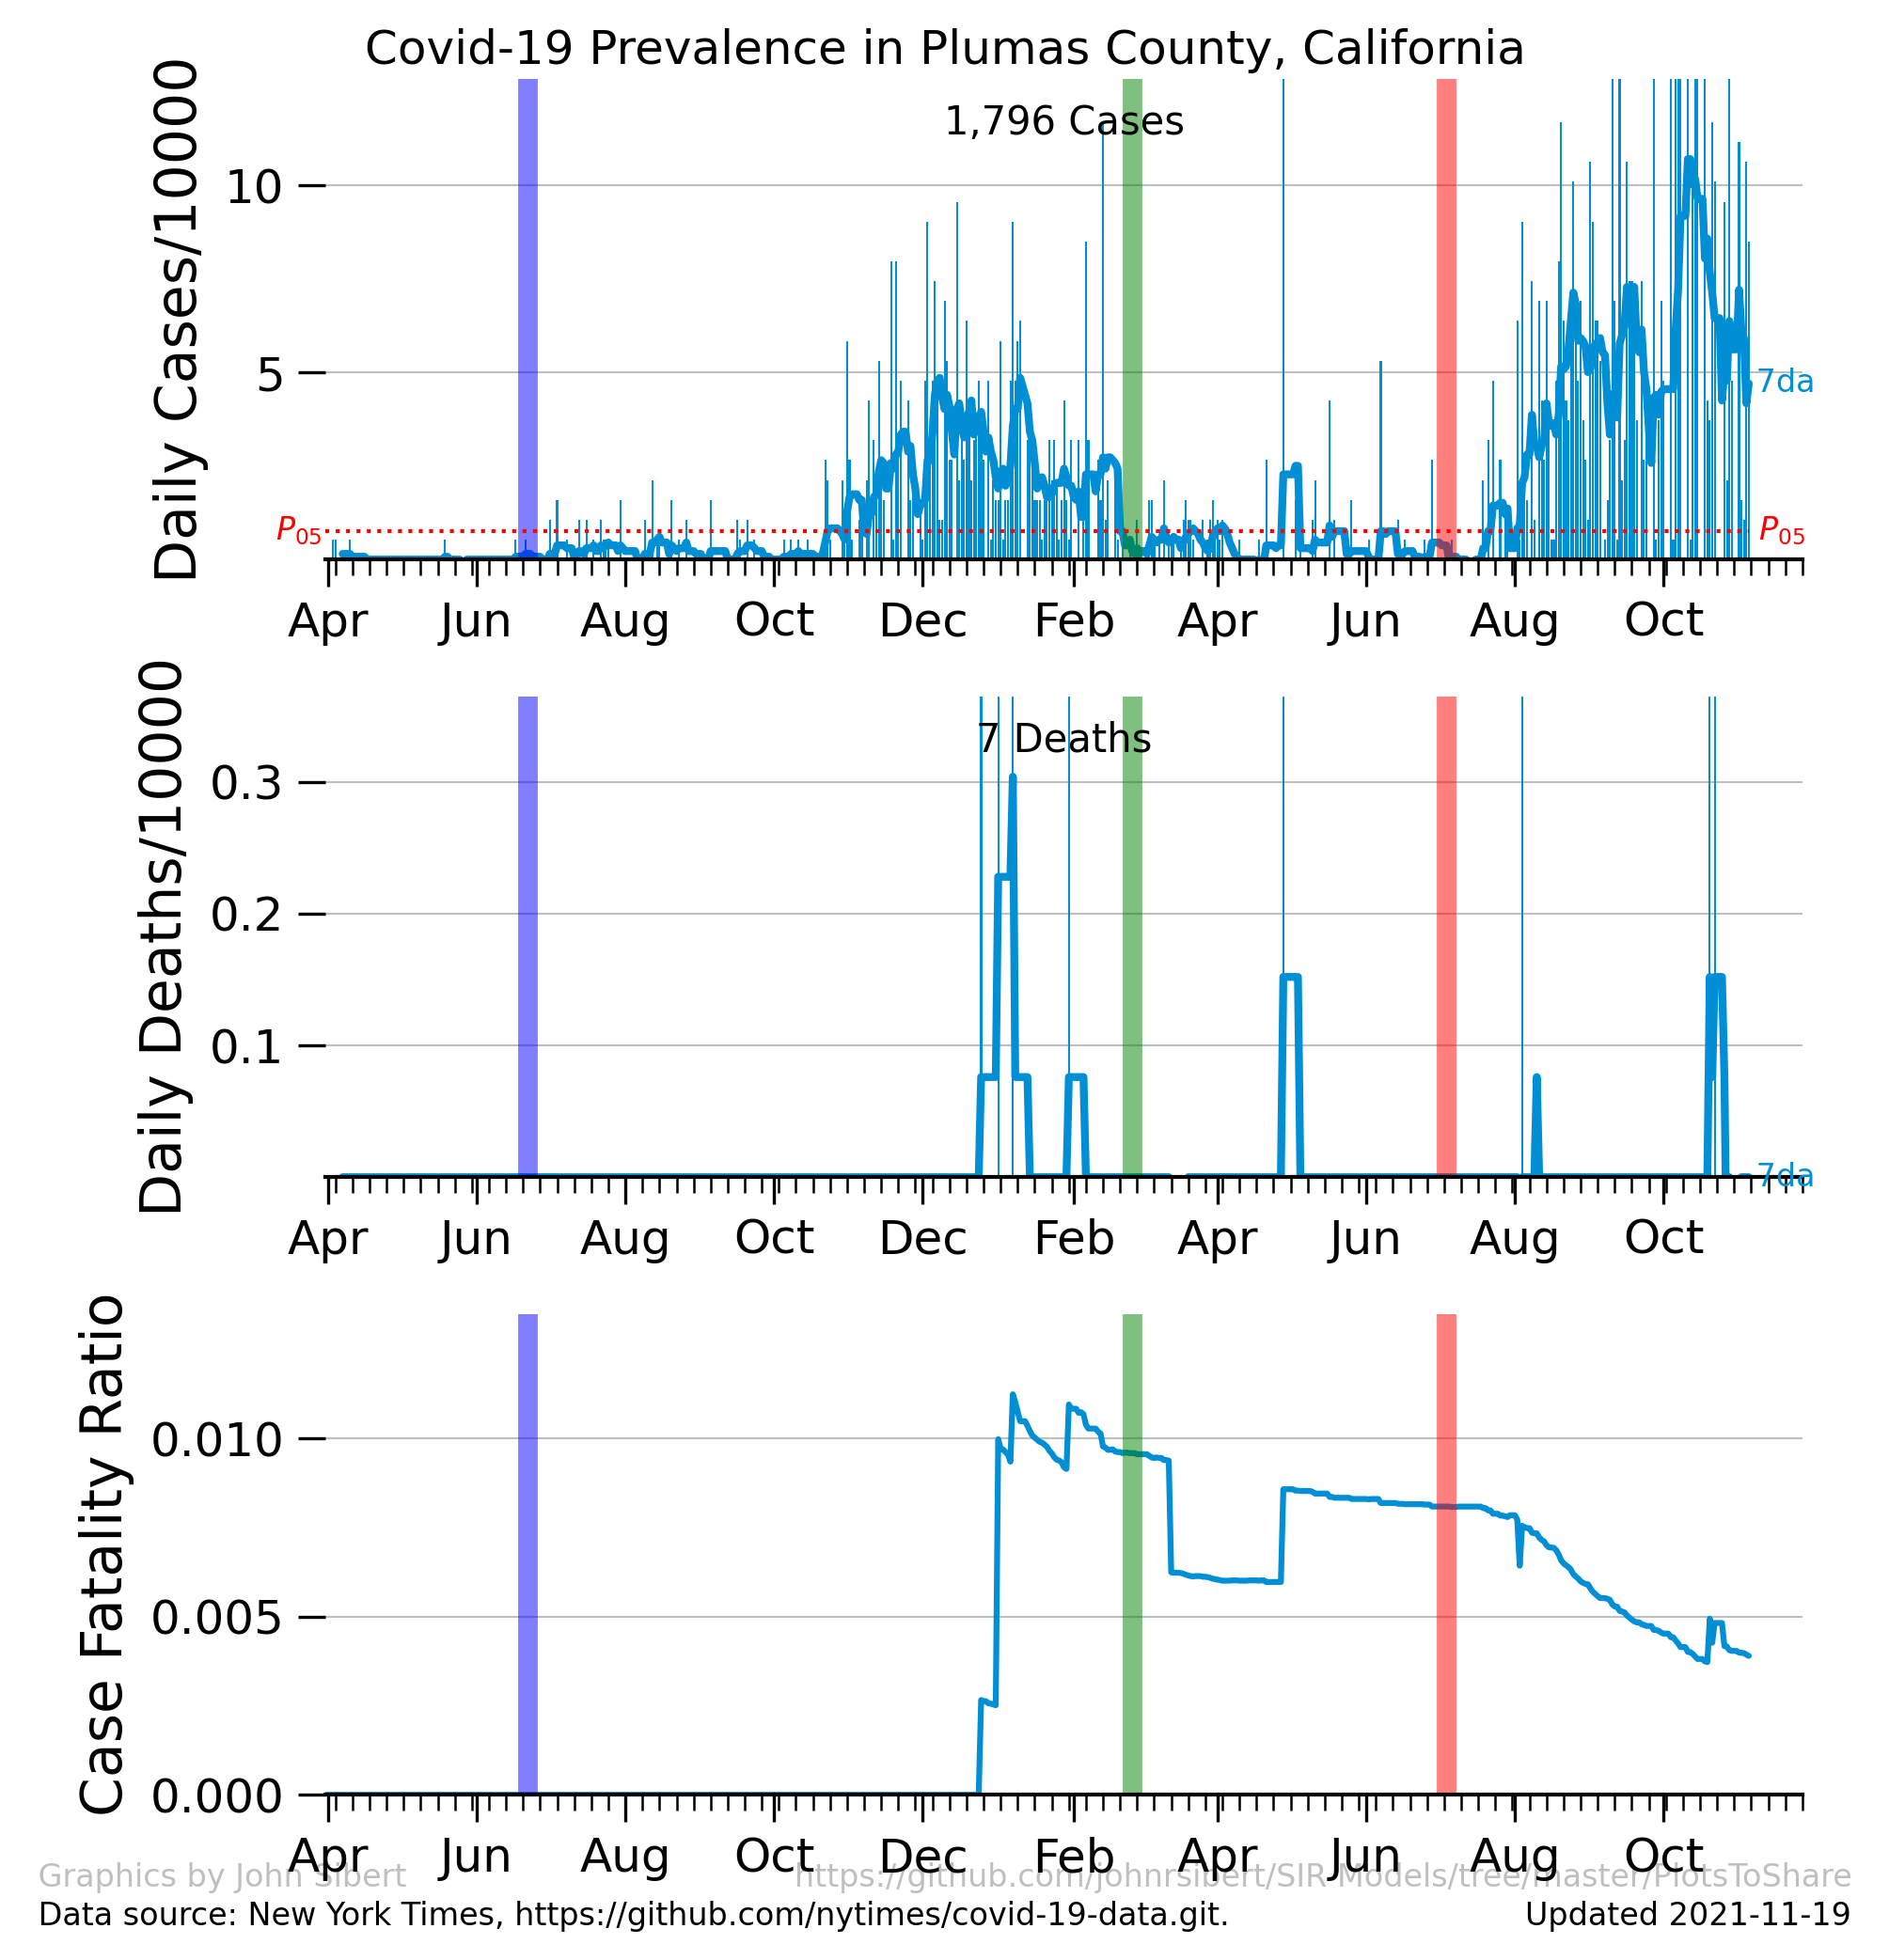 Covid-19 Prevalence in Plumas County, California
1,796 Cases
Daily Cases/10000
10
5
P05
P05
7da
Apr Jun Aug Oct Dec Feb Apr Jun Aug Oct
7 Deaths
Daily Deaths/10000
0.3
0.2
0.1
7da
Apr Jun Aug Oct Dec Feb Apr Jun Aug Oct
Case Fatality Ratio
0.010
0.005
0.000
Apr Jun Aug Oct Dec Feb Apr Jun Aug Oct
Graphics by John Sibert https://github.com/johnrsibert/SIR-Models/tree/master/PlotsToShare
Data source: New York Times, https://github.com/nytimes/covid-19-data.git. Updated 2021-11-19